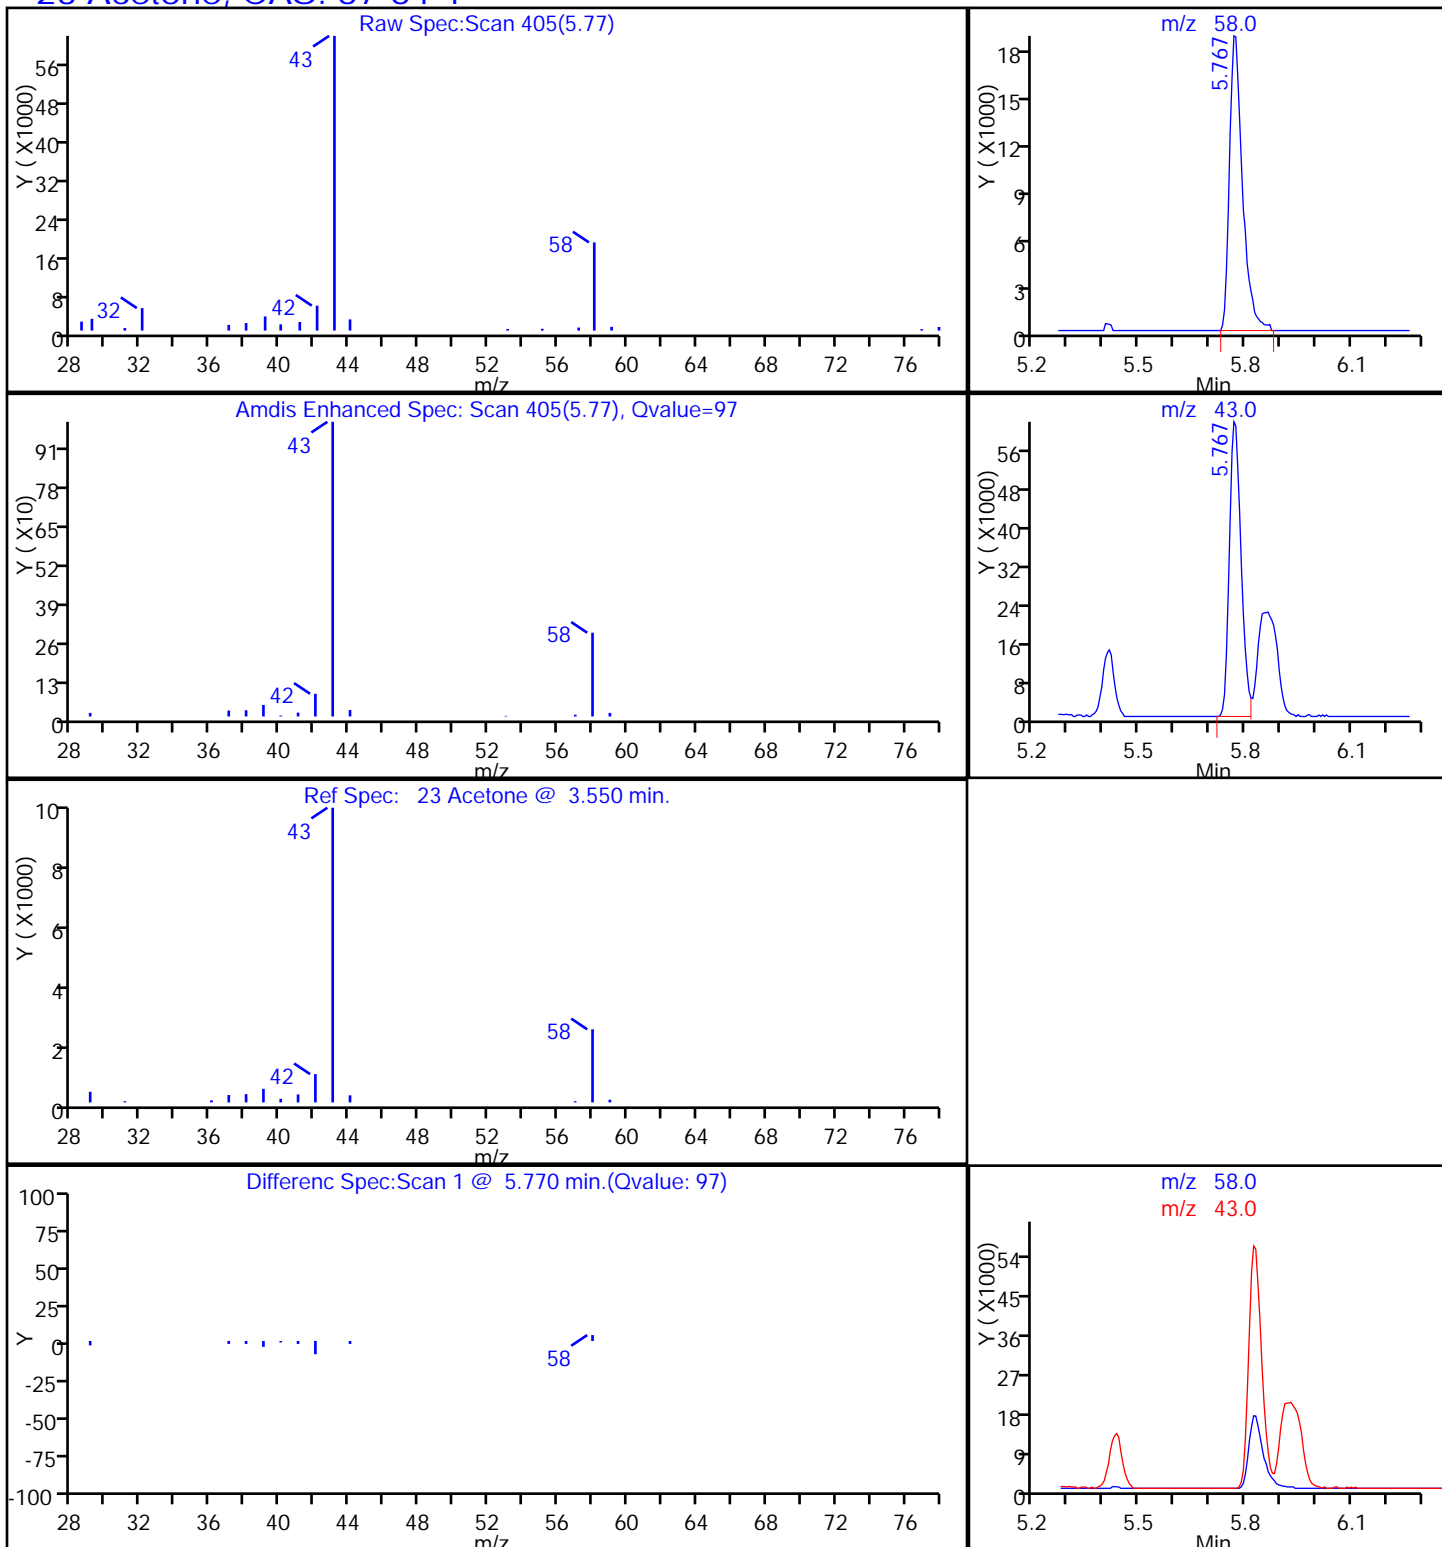 Raw Spec:Scan 405(5.77)
Y ( X1000)
56
48
40
32
24
16
8
0
43
58
42
32
28 32 36 40 44 48 52 56 60 64 68 72 76
m/z
m/z 58.0
Y ( X1000)
18
15
12
9
6
3
0
5.767
5.2 5.5 5.8 6.1
Min
Amdis Enhanced Spec: Scan 405(5.77), Qvalue=97
Y ( X10)
91
78
65
52
39
26
13
0
43
58
42
28 32 36 40 44 48 52 56 60 64 68 72 76
m/z
m/z 43.0
Y ( X1000)
56
48
40
32
24
16
8
0
5.767
5.2 5.5 5.8 6.1
Min
Ref Spec: 23 Acetone @ 3.550 min.
Y ( X1000)
10
8
6
4
2
0
43
58
42
28 32 36 40 44 48 52 56 60 64 68 72 76
m/z
Differenc Spec:Scan 1 @ 5.770 min.(Qvalue: 97)
Y
100
75
50
25
0
-25
-50
-75
-100
58
28 32 36 40 44 48 52 56 60 64 68 72 76
m/z
m/z 58.0
m/z 43.0
Y ( X1000)
54
45
36
27
18
9
0
5.2 5.5 5.8 6.1
Min